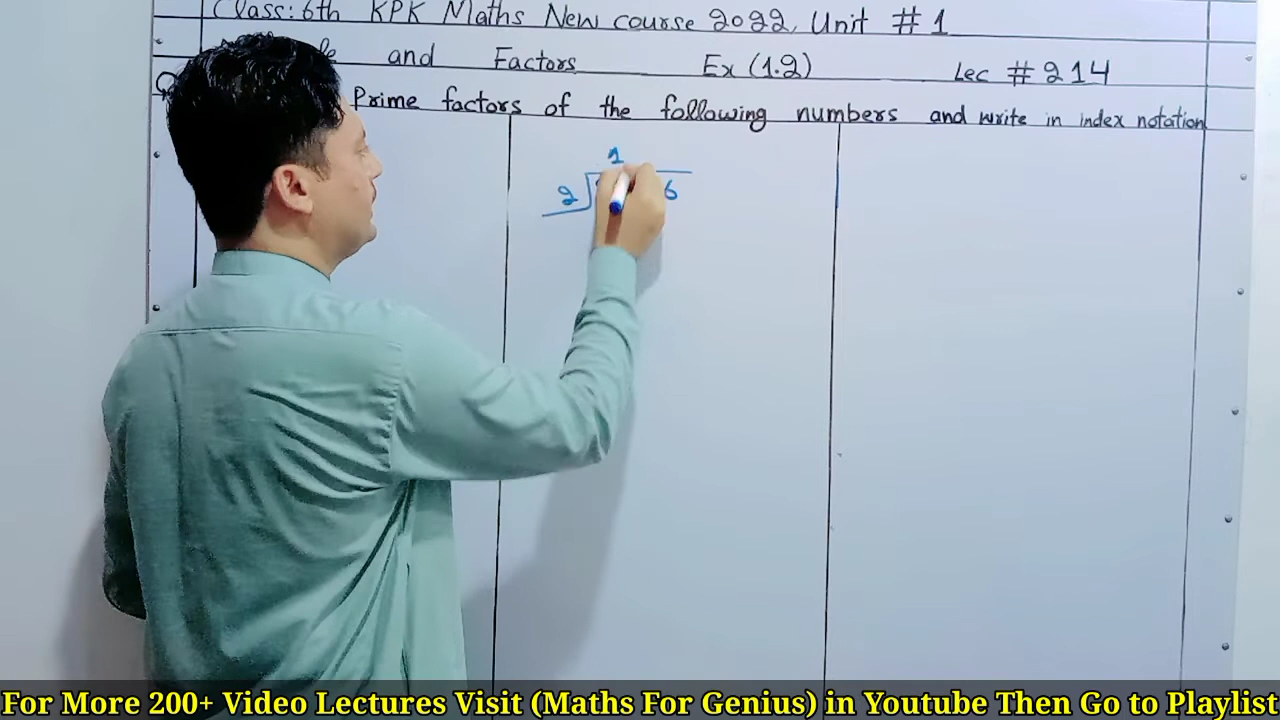 Class: 6th KPK Maths New course 2022, Unit # 1
and Factors Ex (1.2) Lec # 214
Prime factors of the following numbers and write in index notation
1
2 6
For More 200+ Video Lectures Visit (Maths For Genius) in Youtube Then Go to Playlist